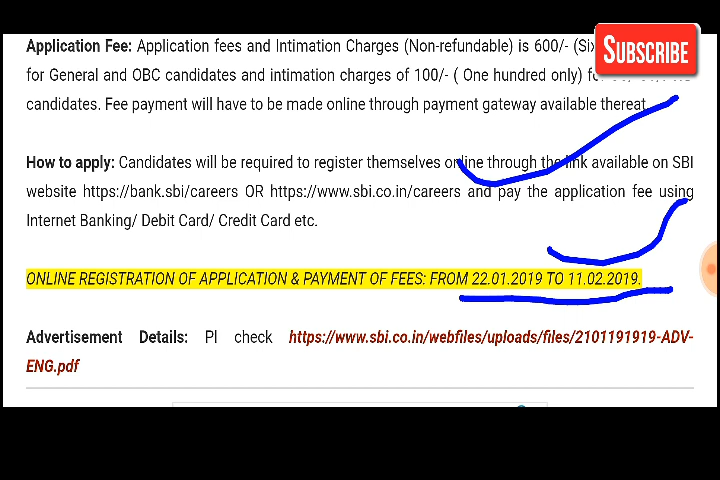 Application Fee: Application fees and Intimation Charges (Non-refundable) is 600/- (Six
SUBSCRIBE
for General and OBC candidates and intimation charges of 100/- ( One hundred only)
candidates. Fee payment will have to be made online through payment gateway available thereat.
How to apply: Candidates will be required to register themselves online through the link available on SBI
website https://bank.sbi/careers OR https://www.sbi.co.in/careers and pay the application fee using
Internet Banking/ Debit Card/ Credit Card etc.
ONLINE REGISTRATION OF APPLICATION & PAYMENT OF FEES: FROM 22.01.2019 TO 11.02.2019.
Advertisement Details: Pl check https://www.sbi.co.in/webfiles/uploads/files/2101191919-ADV-
ENG.pdf